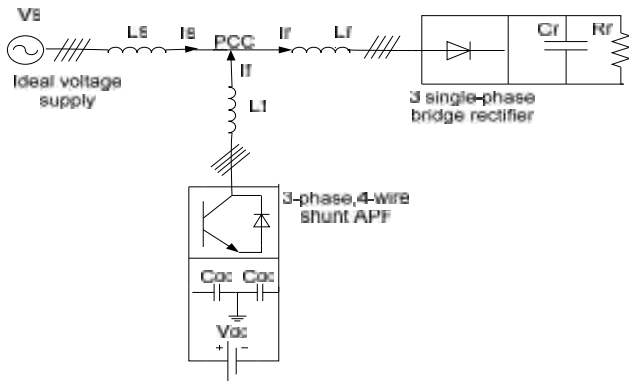 Vs
Ls
Is
PCC
Ir
Lr
Cr
Rr
Ideal voltage
supply
If
3 single-phase
bridge rectifier
Lf
3-phase,4-wire
shunt APF
Cdc
Cdc
Vdc
+
−